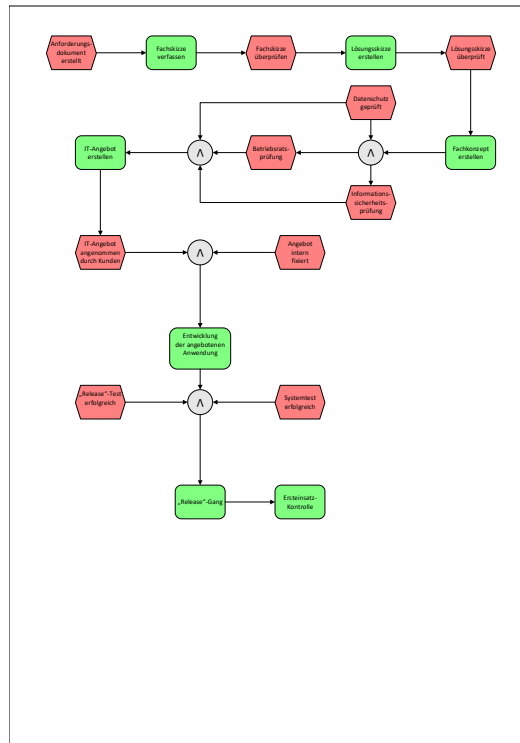 Anforderungs-
dokument
erstellt
Fachskizze
verfassen
Fachskizze
überprüfen
Lösungsskizze
erstellen
Lösungsskizze
überprüft
Datenschutz
geprüft
IT-Angebot
erstellen
Λ
Betriebsrats-
prüfung
Λ
Fachkonzept
erstellen
Informations-
sicherheits-
prüfung
IT-Angebot
angenommen
durch Kunden
Λ
Angebot
intern
fixiert
Entwicklung
der angebotenen
Anwendung
„Release“-Test
erfolgreich
Λ
Systemtest
erfolgreich
„Release“-Gang
Ersteinsatz-
Kontrolle